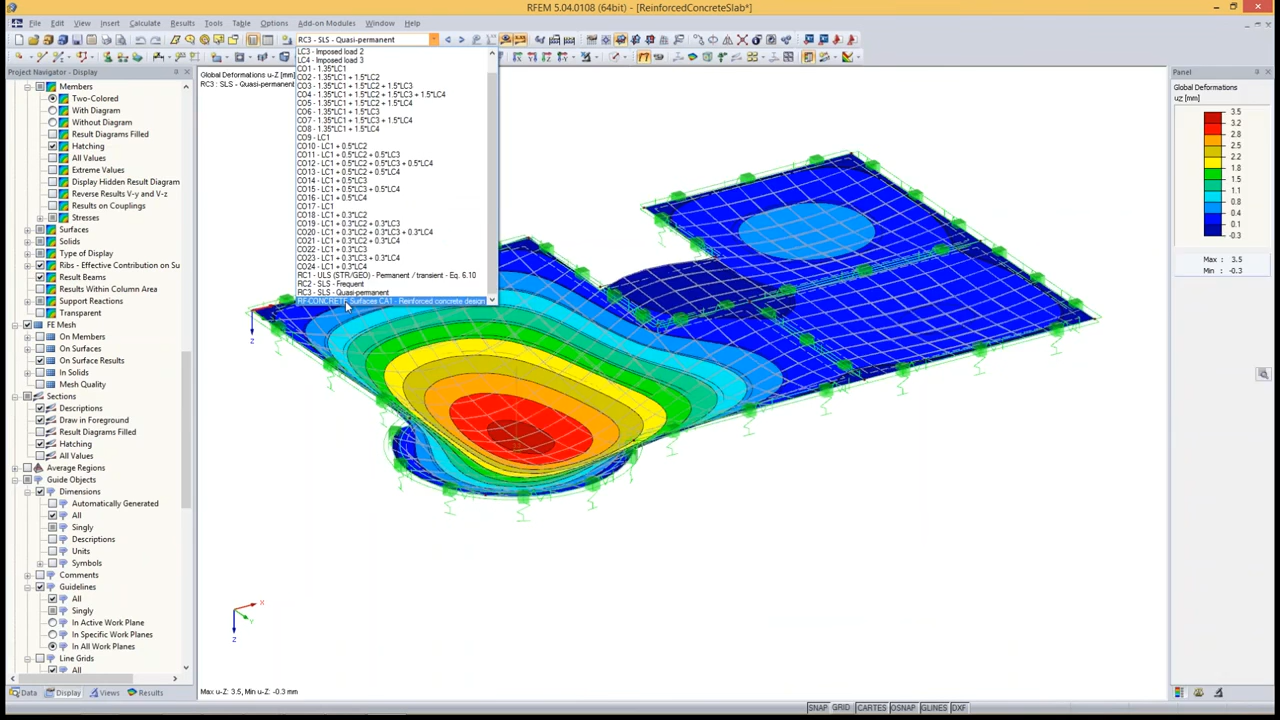 RFEM 5.04.0108 (64bit) - [ReinforcedConcreteSlab*]
File Edit View Insert Calculate Results Tools Table Options Add-on Modules Window Help
RC3 - SLS - Quasi-permanent
Project Navigator - Display
Members
Two-Colored
With Diagram
Without Diagram
Result Diagrams Filled
Hatching
All Values
Extreme Values
Display Hidden Result Diagram
Reverse Results V-y and V-z
Results on Couplings
Stresses
Surfaces
Solids
Type of Display
Ribs - Effective Contribution on Su
Result Beams
Results Within Column Area
Support Reactions
Transparent
FE Mesh
On Members
On Surfaces
On Surface Results
In Solids
Mesh Quality
Sections
Descriptions
Draw in Foreground
Result Diagrams Filled
Hatching
All Values
Average Regions
Guide Objects
Dimensions
Automatically Generated
All
Singly
Descriptions
Units
Symbols
Comments
Guidelines
All
Singly
In Active Work Plane
In Specific Work Planes
In All Work Planes
Line Grids
All
Data Display Views Results
Global Deformations u-Z [mm]
RC3 : SLS - Quasi-permanent
LC3 - Imposed load 2
LC4 - Imposed load 3
CO1 - 1.35*LC1
CO2 - 1.35*LC1 + 1.5*LC2
CO3 - 1.35*LC1 + 1.5*LC2 + 1.5*LC3
CO4 - 1.35*LC1 + 1.5*LC2 + 1.5*LC3 + 1.5*LC4
CO5 - 1.35*LC1 + 1.5*LC2 + 1.5*LC4
CO6 - 1.35*LC1 + 1.5*LC3
CO7 - 1.35*LC1 + 1.5*LC3 + 1.5*LC4
CO8 - 1.35*LC1 + 1.5*LC4
CO9 - LC1
CO10 - LC1 + 0.5*LC2
CO11 - LC1 + 0.5*LC2 + 0.5*LC3
CO12 - LC1 + 0.5*LC2 + 0.5*LC3 + 0.5*LC4
CO13 - LC1 + 0.5*LC2 + 0.5*LC4
CO14 - LC1 + 0.5*LC3
CO15 - LC1 + 0.5*LC3 + 0.5*LC4
CO16 - LC1 + 0.5*LC4
CO17 - LC1
CO18 - LC1 + 0.3*LC2
CO19 - LC1 + 0.3*LC2 + 0.3*LC3
CO20 - LC1 + 0.3*LC2 + 0.3*LC3 + 0.3*LC4
CO21 - LC1 + 0.3*LC2 + 0.3*LC4
CO22 - LC1 + 0.3*LC3
CO23 - LC1 + 0.3*LC3 + 0.3*LC4
CO24 - LC1 + 0.3*LC4
RC1 - ULS (STR/GEO) - Permanent / transient - Eq. 6.10
RC2 - SLS - Frequent
RC3 - SLS - Quasi-permanent
RF-CONCRETE Surfaces CA1 - Reinforced concrete design
Z
X
Y
Z
Max u-Z: 3.5, Min u-Z: -0.3 mm
Panel
Global Deformations
uZ [mm]
3.5
3.2
2.8
2.5
2.2
1.8
1.5
1.1
0.8
0.4
0.1
-0.3
Max : 3.5
Min : -0.3
SNAP GRID CARTES OSNAP GLINES DXF